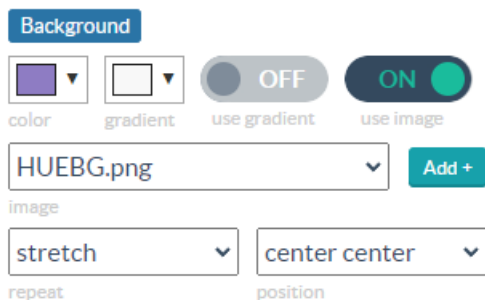 Background
OFF ON
color gradient use gradient use image
HUEBG.png Add +
image
stretch center center
repeat position